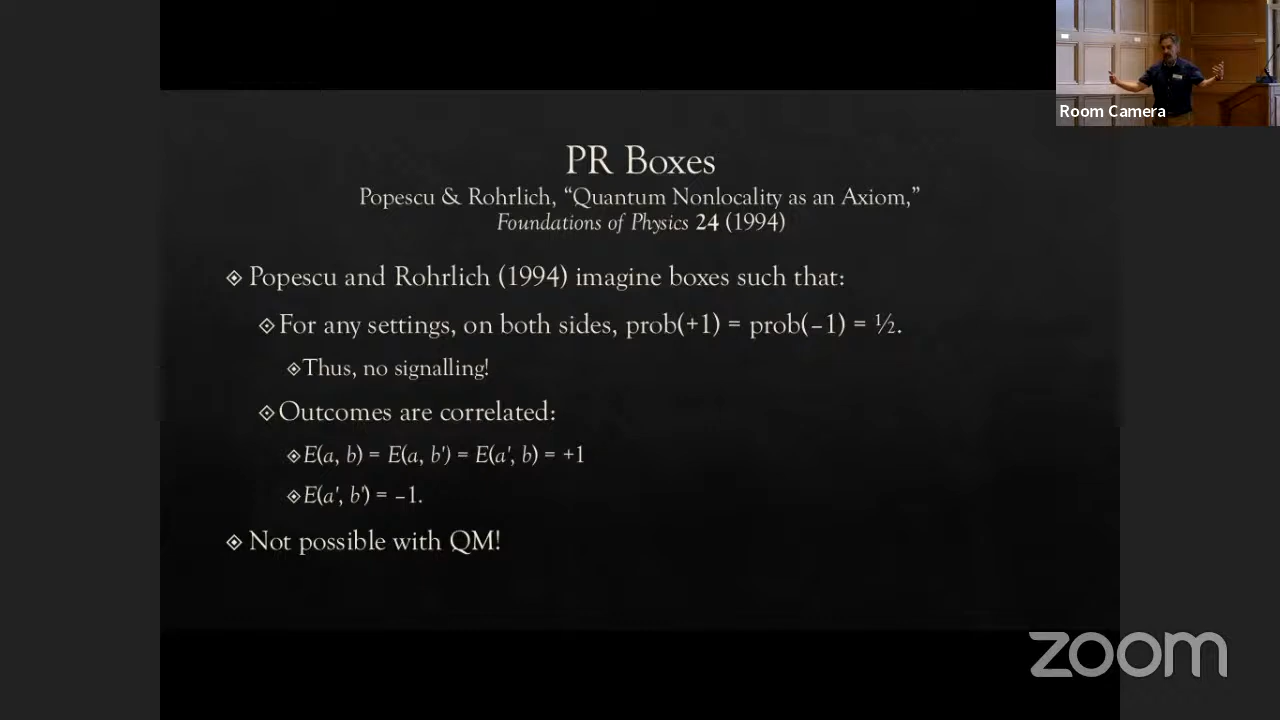 Room Camera
PR Boxes
Popescu & Rohrlich, “Quantum Nonlocality as an Axiom,”
Foundations of Physics 24 (1994)
Popescu and Rohrlich (1994) imagine boxes such that:
For any settings, on both sides, prob(+1) = prob(−1) = ½.
Thus, no signalling!
Outcomes are correlated:
E(a, b) = E(a, b') = E(a', b) = +1
E(a', b') = −1.
Not possible with QM!
zoom